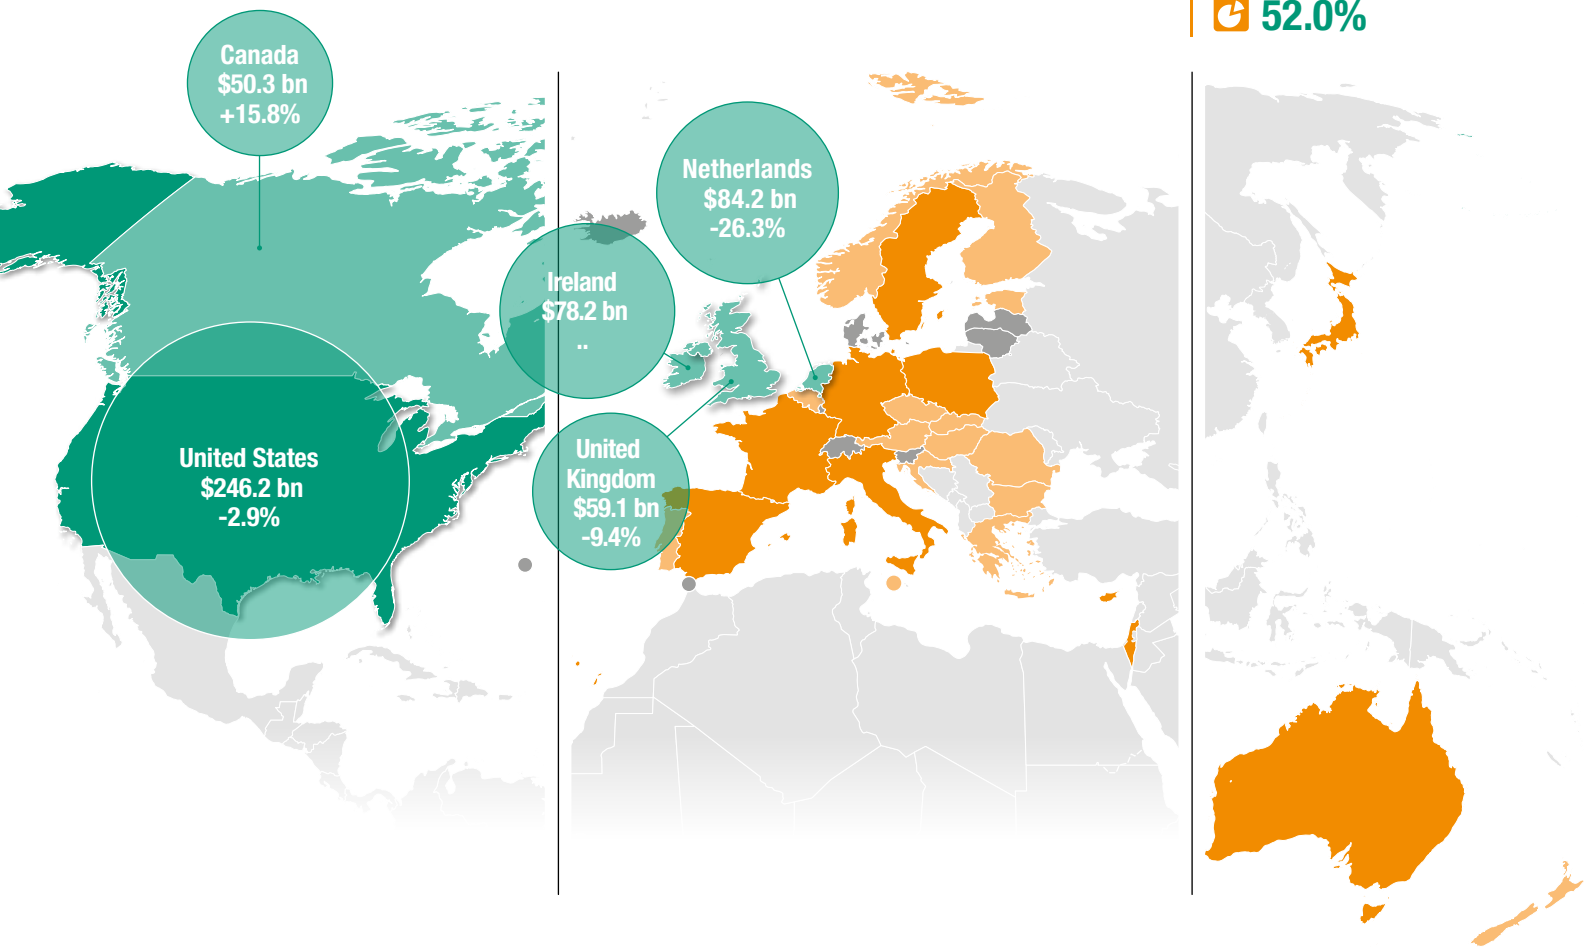 52.0%
Canada
$50.3 bn
+15.8%
Netherlands
$84.2 bn
-26.3%
Ireland
$78.2 bn
..
United
Kingdom
$59.1 bn
-9.4%
United States
$246.2 bn
-2.9%